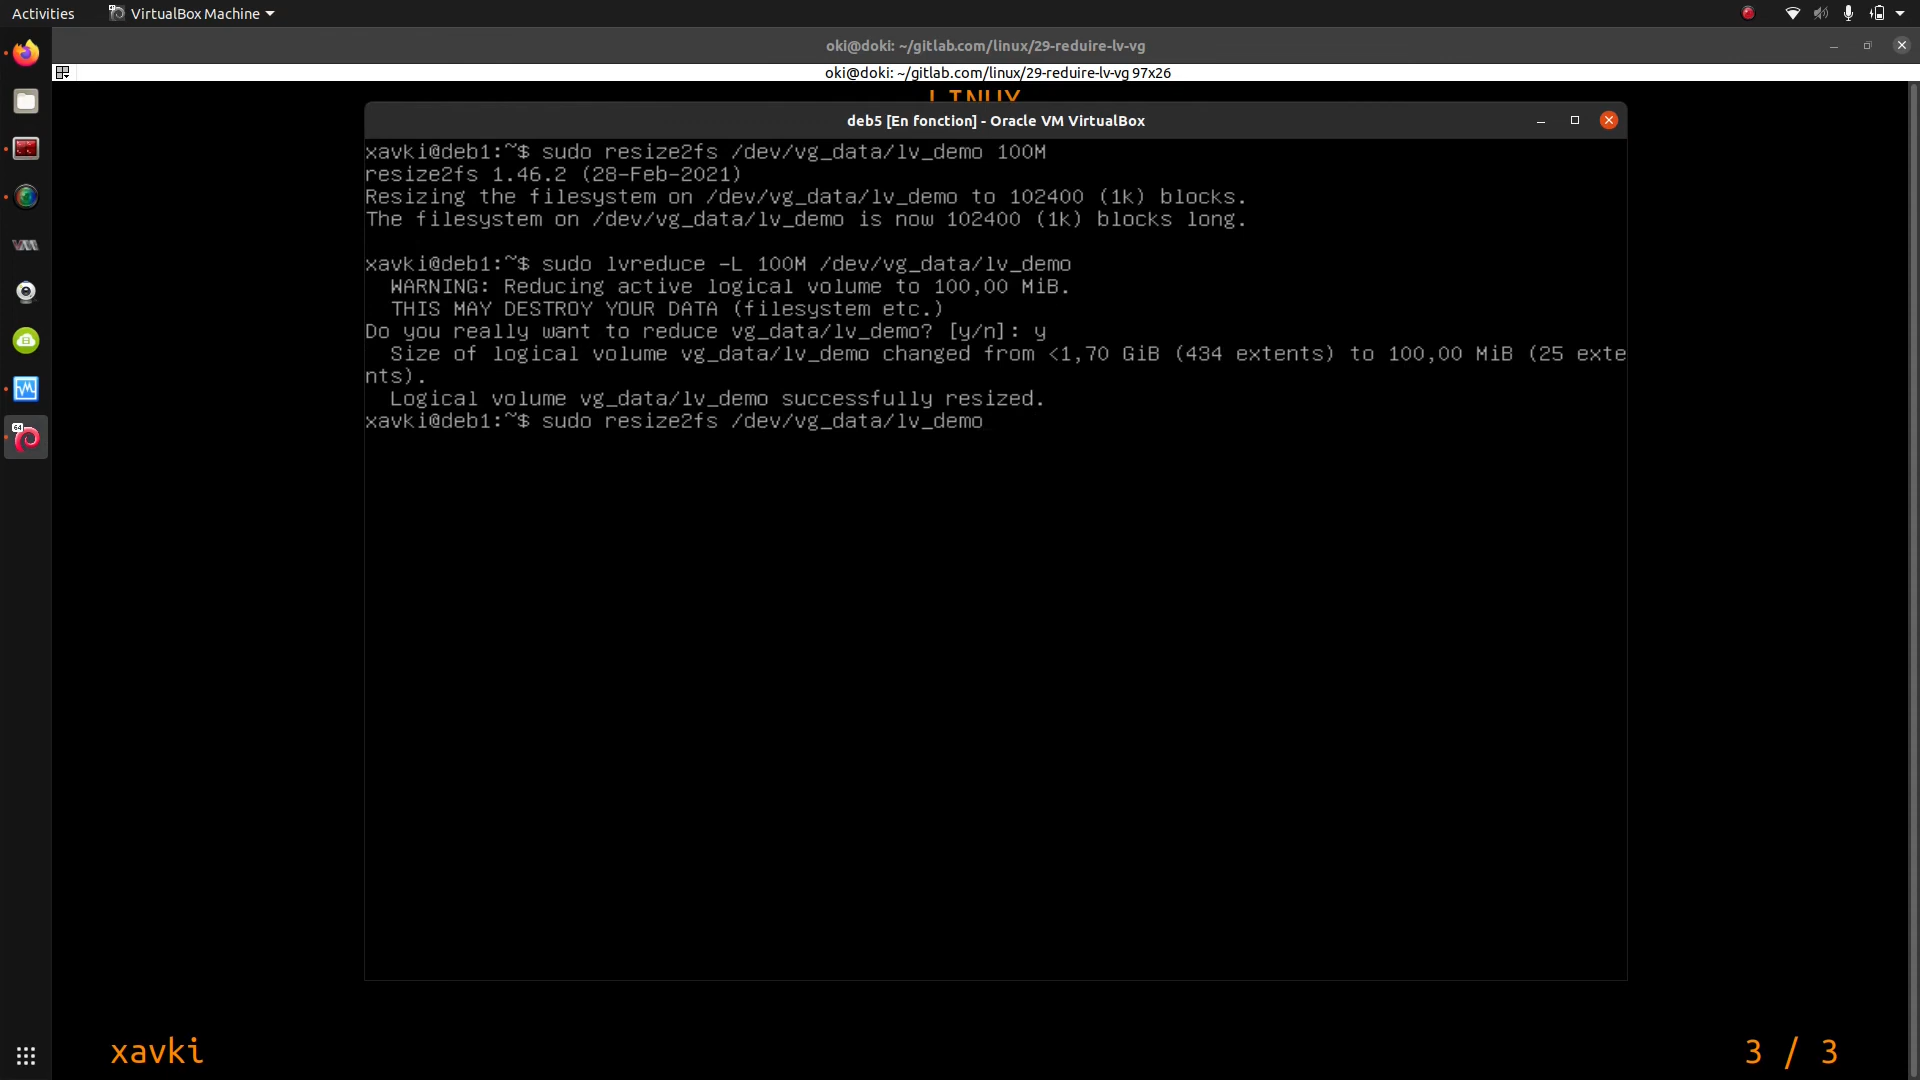 Activities
VirtualBox Machine
oki@doki: ~/gitlab.com/linux/29-reduire-lv-vg
oki@doki: ~/gitlab.com/linux/29-reduire-lv-vg 97x26
LINUX
deb5 [En fonction] - Oracle VM VirtualBox
xavki@deb1:~$ sudo resize2fs /dev/vg_data/lv_demo 100M
resize2fs 1.46.2 (28-Feb-2021)
Resizing the filesystem on /dev/vg_data/lv_demo to 102400 (1k) blocks.
The filesystem on /dev/vg_data/lv_demo is now 102400 (1k) blocks long.
xavki@deb1:~$ sudo lvreduce -L 100M /dev/vg_data/lv_demo
WARNING: Reducing active logical volume to 100,00 MiB.
THIS MAY DESTROY YOUR DATA (filesystem etc.)
Do you really want to reduce vg_data/lv_demo? [y/n]: y
Size of logical volume vg_data/lv_demo changed from <1,70 GiB (434 extents) to 100,00 MiB (25 exte
nts).
Logical volume vg_data/lv_demo successfully resized.
xavki@deb1:~$ sudo resize2fs /dev/vg_data/lv_demo
64
xavki
3 / 3